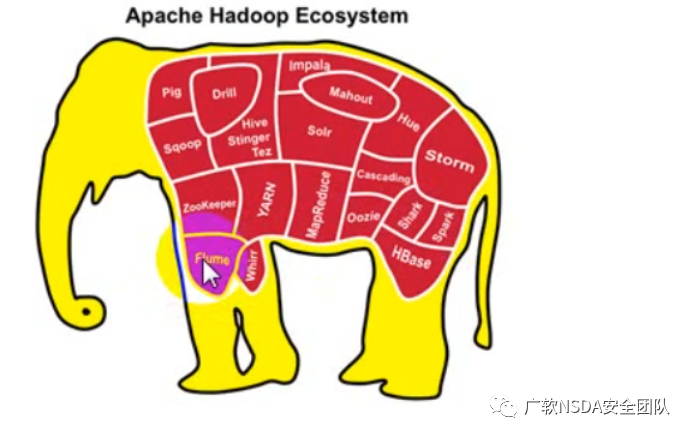 Apache Hadoop Ecosystem
Impala
Pig
Drill
Mahout
Hue
Hive
Stinger
Tez
Solr
Sqoop
Storm
Cascading
ZooKeeper
YARN
MapReduce
Oozie
Shark
Spark
Flume
Whirr
HBase
广软NSDA安全团队